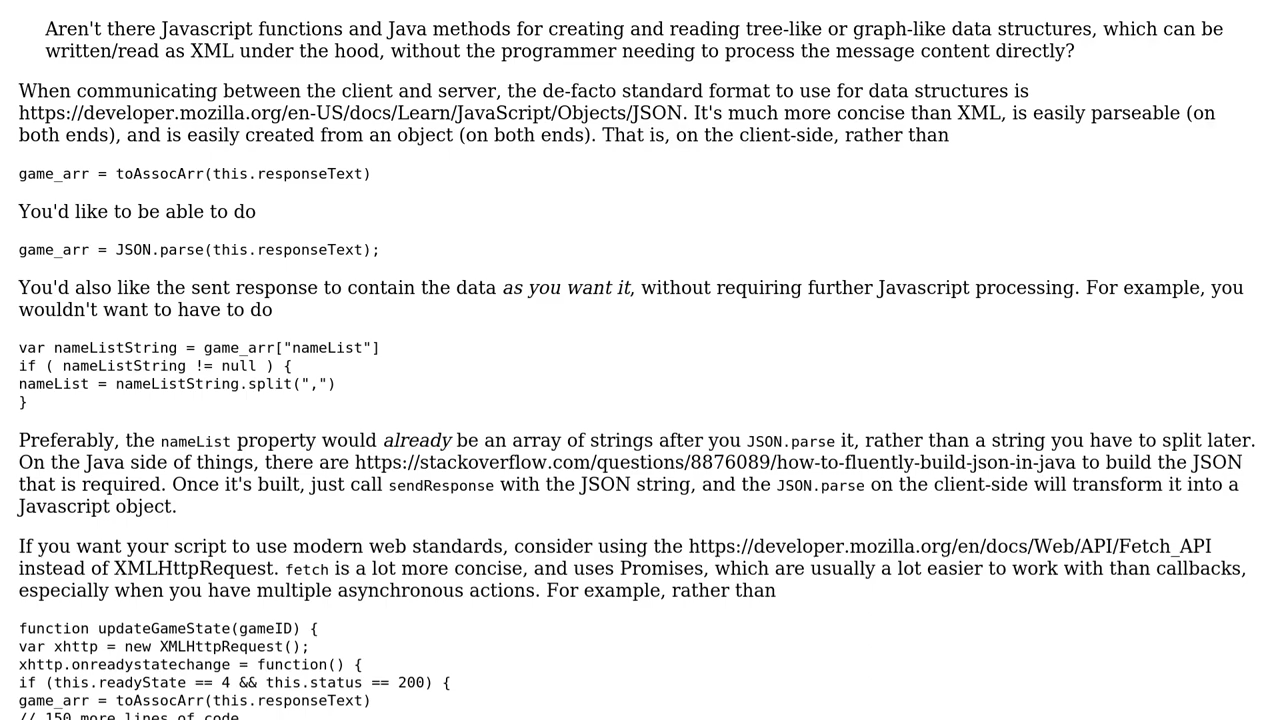 Aren't there Javascript functions and Java methods for creating and reading tree-like or graph-like data structures, which can be
written/read as XML under the hood, without the programmer needing to process the message content directly?
When communicating between the client and server, the de-facto standard format to use for data structures is
https://developer.mozilla.org/en-US/docs/Learn/JavaScript/Objects/JSON. It's much more concise than XML, is easily parseable (on
both ends), and is easily created from an object (on both ends). That is, on the client-side, rather than
game_arr = toAssocArr(this.responseText)
You'd like to be able to do
game_arr = JSON.parse(this.responseText);
You'd also like the sent response to contain the data as you want it, without requiring further Javascript processing. For example, you
wouldn't want to have to do
var nameListString = game_arr["nameList"]
if ( nameListString != null ) {
nameList = nameListString.split(",")
}
Preferably, the nameList property would already be an array of strings after you JSON.parse it, rather than a string you have to split later.
On the Java side of things, there are https://stackoverflow.com/questions/8876089/how-to-fluently-build-json-in-java to build the JSON
that is required. Once it's built, just call sendResponse with the JSON string, and the JSON.parse on the client-side will transform it into a
Javascript object.
If you want your script to use modern web standards, consider using the https://developer.mozilla.org/en/docs/Web/API/Fetch_API
instead of XMLHttpRequest. fetch is a lot more concise, and uses Promises, which are usually a lot easier to work with than callbacks,
especially when you have multiple asynchronous actions. For example, rather than
function updateGameState(gameID) {
var xhttp = new XMLHttpRequest();
xhttp.onreadystatechange = function() {
if (this.readyState == 4 && this.status == 200) {
game_arr = toAssocArr(this.responseText)
// 150 more lines of code